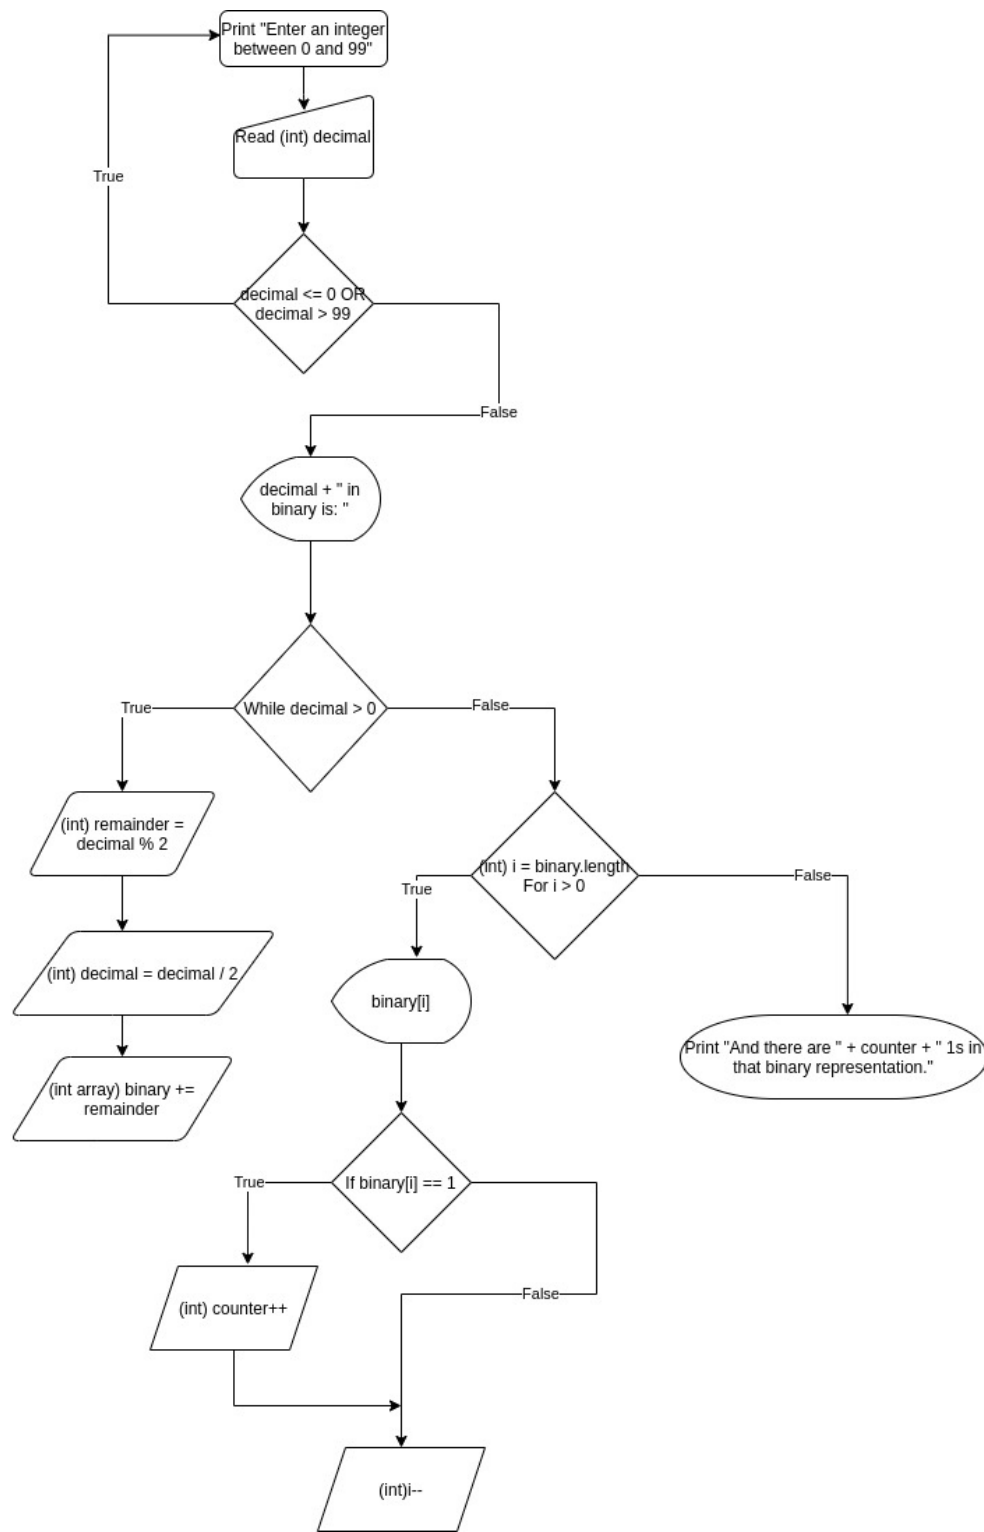 Print "Enter an integer
between 0 and 99"
Read (int) decimal
True
decimal <= 0 OR
decimal > 99
False
decimal + " in
binary is: "
While decimal > 0
True
False
(int) remainder =
decimal % 2
(int) i = binary.length
For i > 0
True
False
(int) decimal = decimal / 2
binary[i]
Print "And there are " + counter + " 1s in
that binary representation."
(int array) binary +=
remainder
If binary[i] == 1
True
False
(int) counter++
(int)i--